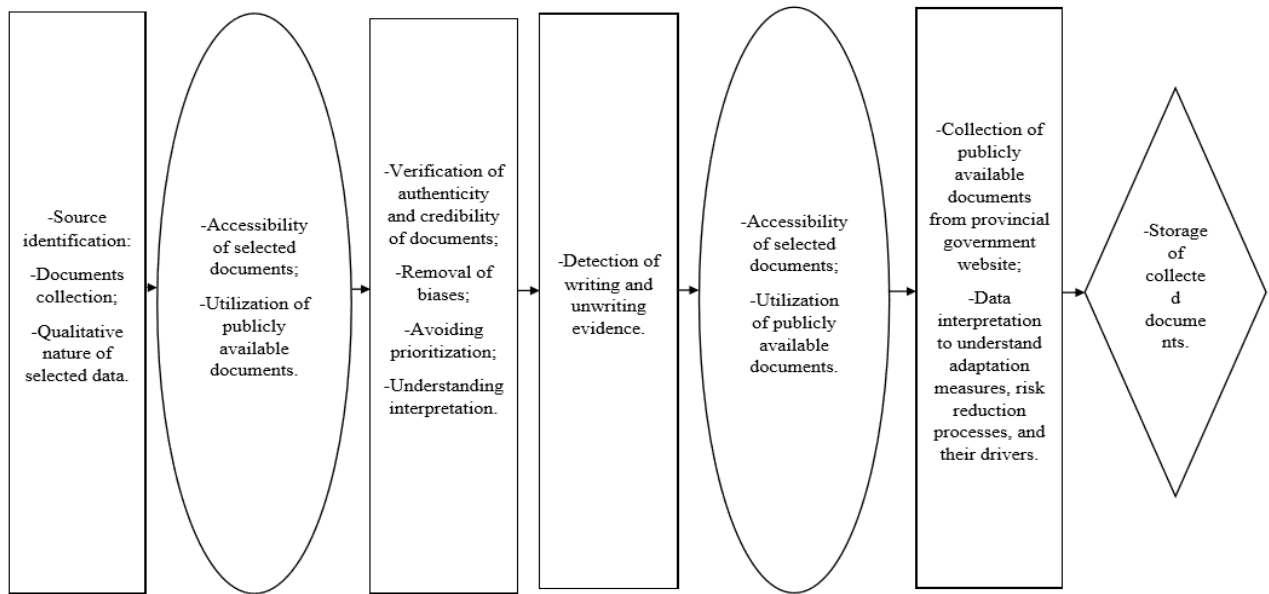 -Source
identification:
-Documents
collection;
-Qualitative
nature of
selected data.
-Accessibility
of selected
documents;
-Utilization of
publicly
available
documents.
-Verification of
authenticity
and credibility
of documents;
-Removal of
biases;
-Avoiding
prioritization;
-Understanding
interpretation.
-Detection of
writing and
unwriting
evidence.
-Accessibility
of selected
documents;
-Utilization
of publicly
available
documents.
-Collection of
publicly
available
documents
from provincial
government
website;
-Data
interpretation
to understand
adaptation
measures, risk
reduction
processes, and
their drivers.
-Storage
of
collecte
d
docume
nts.